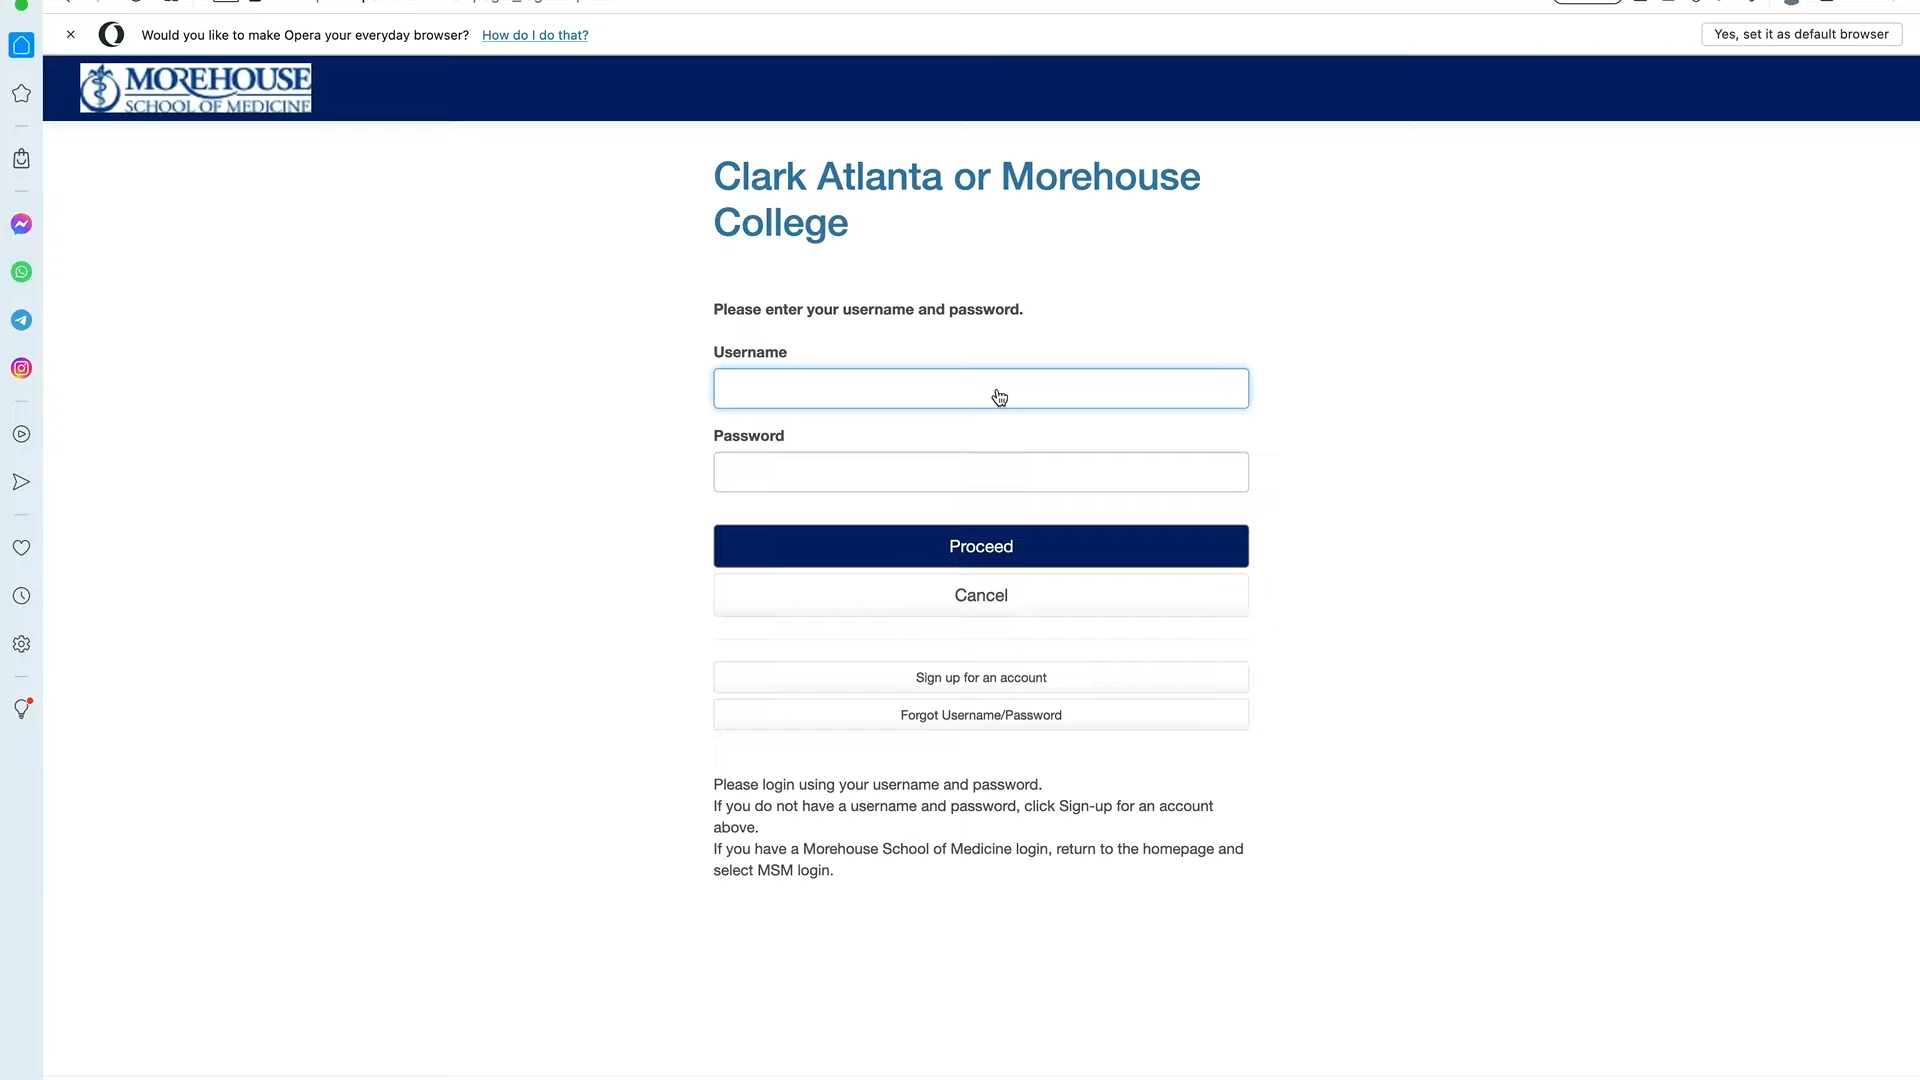 Would you like to make Opera your everyday browser? How do I do that? Yes, set it as default browser
MOREHOUSE
SCHOOL OF MEDICINE
Clark Atlanta or Morehouse
College
Please enter your username and password.
Username
Password
Proceed
Cancel
Sign up for an account
Forgot Username/Password
Please login using your username and password.
If you do not have a username and password, click Sign-up for an account
above.
If you have a Morehouse School of Medicine login, return to the homepage and
select MSM login.